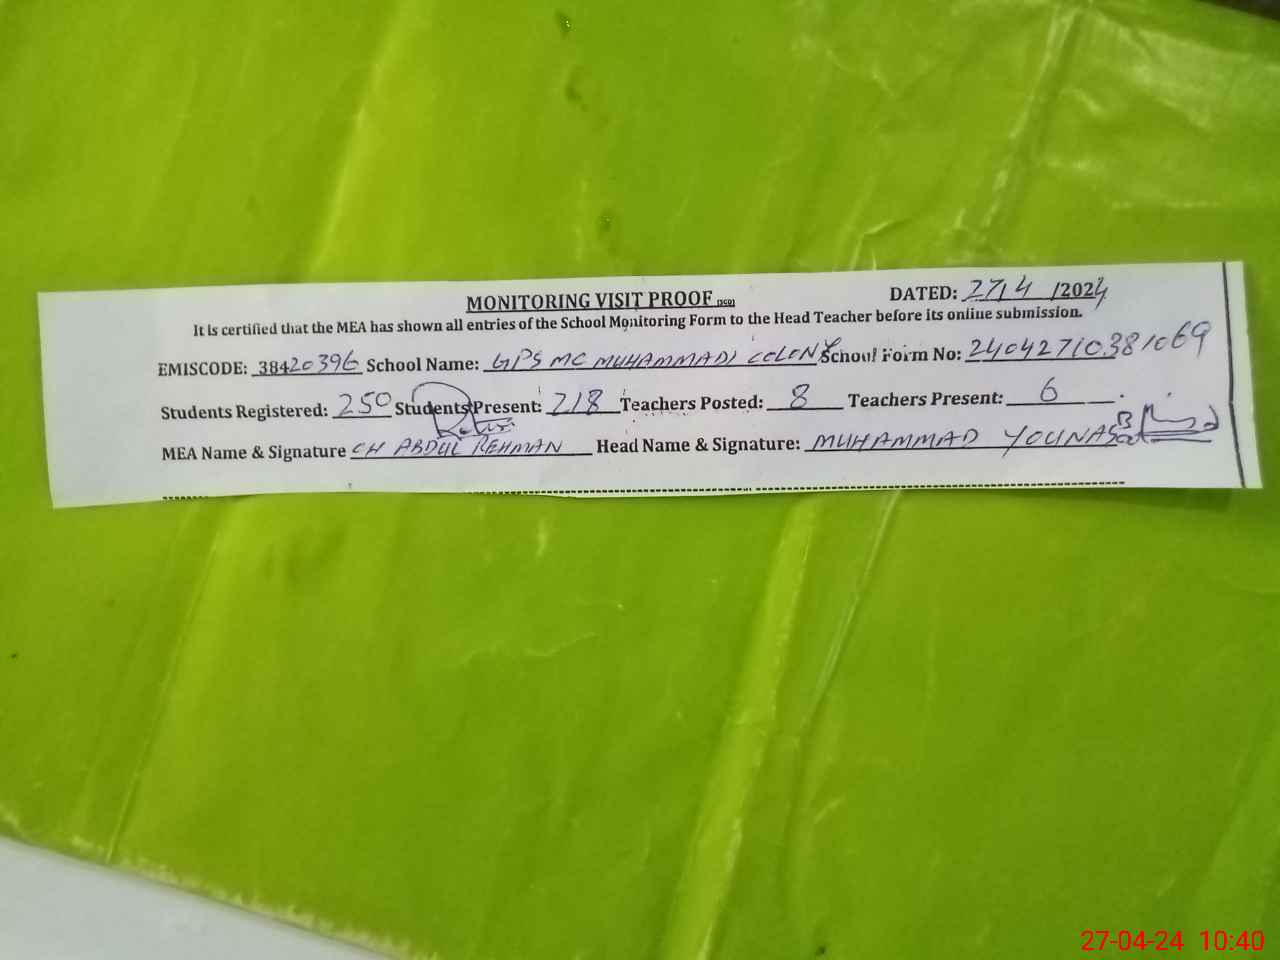 MONITORING VISIT PROOF DATED: 27/4/2024
It is certified that the MEA has shown all entries of the School Monitoring Form to the Head Teacher before its online submission.
EMISCODE: 38420396 School Name: GPS MC MUHAMMADI COLONY School Form No: 24042710381069
Students Registered: 250 Students Present: 218 Teachers Posted: 8 Teachers Present: 6
MEA Name & Signature CH ABDUL REHMAN Head Name & Signature: MUHAMMAD YOUNAS
27-04-24 10:40